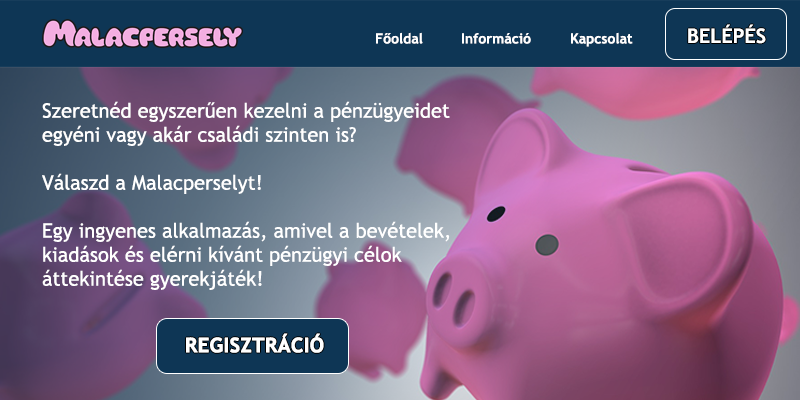 MALACPERSELY
Főoldal Információ Kapcsolat BELÉPÉS
Szeretnéd egyszerűen kezelni a pénzügyeidet
egyéni vagy akár családi szinten is?
Válaszd a Malacperselyt!
Egy ingyenes alkalmazás, amivel a bevételek,
kiadások és elérni kívánt pénzügyi célok
áttekintése gyerekjáték!
REGISZTRÁCIÓ